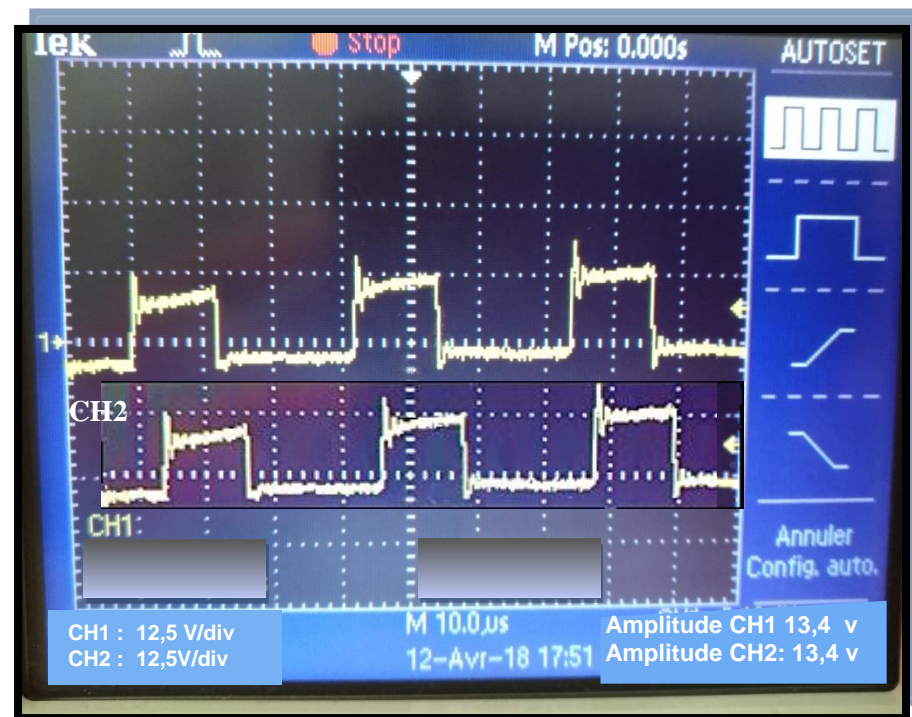 Tek Stop M Pos: 0.000s AUTOSET
1
CH2
CH1:
Annuler
Config. auto.
M 10.0µs
12-Avr-18 17:51
CH1 : 12,5 V/div
CH2 : 12,5V/div
Amplitude CH1 13,4 v
Amplitude CH2: 13,4 v